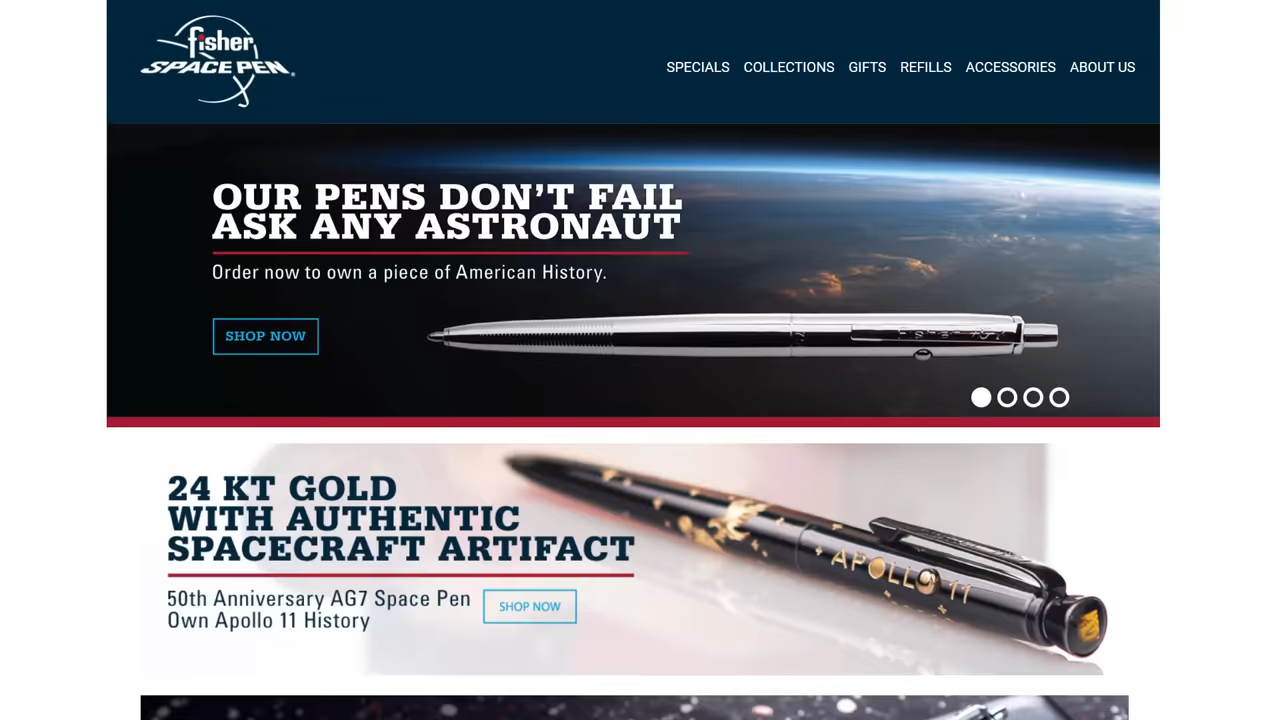 fisher
SPACE PEN
SPECIALS COLLECTIONS GIFTS REFILLS ACCESSORIES ABOUT US
OUR PENS DON'T FAIL
ASK ANY ASTRONAUT
Order now to own a piece of American History.
SHOP NOW
Fisher
24 KT GOLD
WITH AUTHENTIC
SPACECRAFT ARTIFACT
50th Anniversary AG7 Space Pen
Own Apollo 11 History
SHOP NOW
APOLLO 11